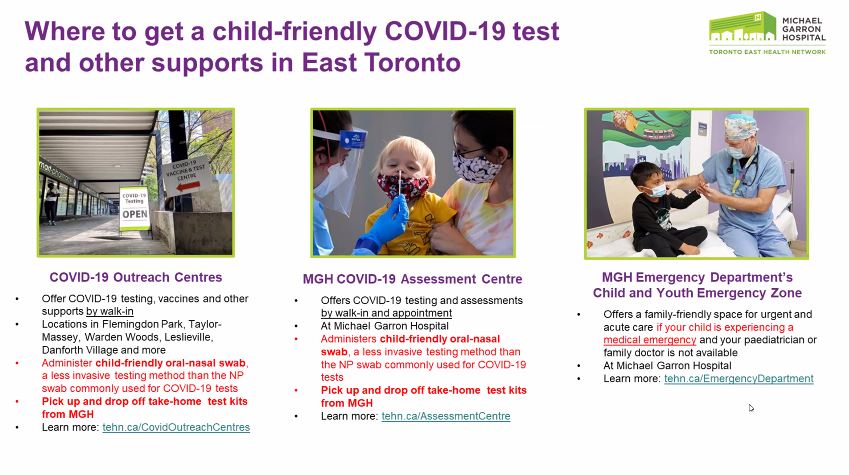 Where to get a child-friendly COVID-19 test
and other supports in East Toronto
MICHAEL
GARRON
HOSPITAL
TORONTO EAST HEALTH NETWORK
COVID-19
VACCINE & TEST
CENTRE
COVID-19
Testing
OPEN
COVID-19 Outreach Centres
• Offer COVID-19 testing, vaccines and other
supports by walk-in
• Locations in Flemingdon Park, Taylor-
Massey, Warden Woods, Leslieville,
Danforth Village and more
• Administer child-friendly oral-nasal swab,
a less invasive testing method than the NP
swab commonly used for COVID-19 tests
• Pick up and drop off take-home test kits
from MGH
• Learn more: tehn.ca/CovidOutreachCentres
MGH COVID-19 Assessment Centre
• Offers COVID-19 testing and assessments
by walk-in and appointment
• At Michael Garron Hospital
• Administers child-friendly oral-nasal
swab, a less invasive testing method than
the NP swab commonly used for COVID-19
tests
• Pick up and drop off take-home test kits
from MGH
• Learn more: tehn.ca/AssessmentCentre
MGH Emergency Department's
Child and Youth Emergency Zone
• Offers a family-friendly space for urgent and
acute care if your child is experiencing a
medical emergency and your paediatrician or
family doctor is not available
• At Michael Garron Hospital
• Learn more: tehn.ca/EmergencyDepartment